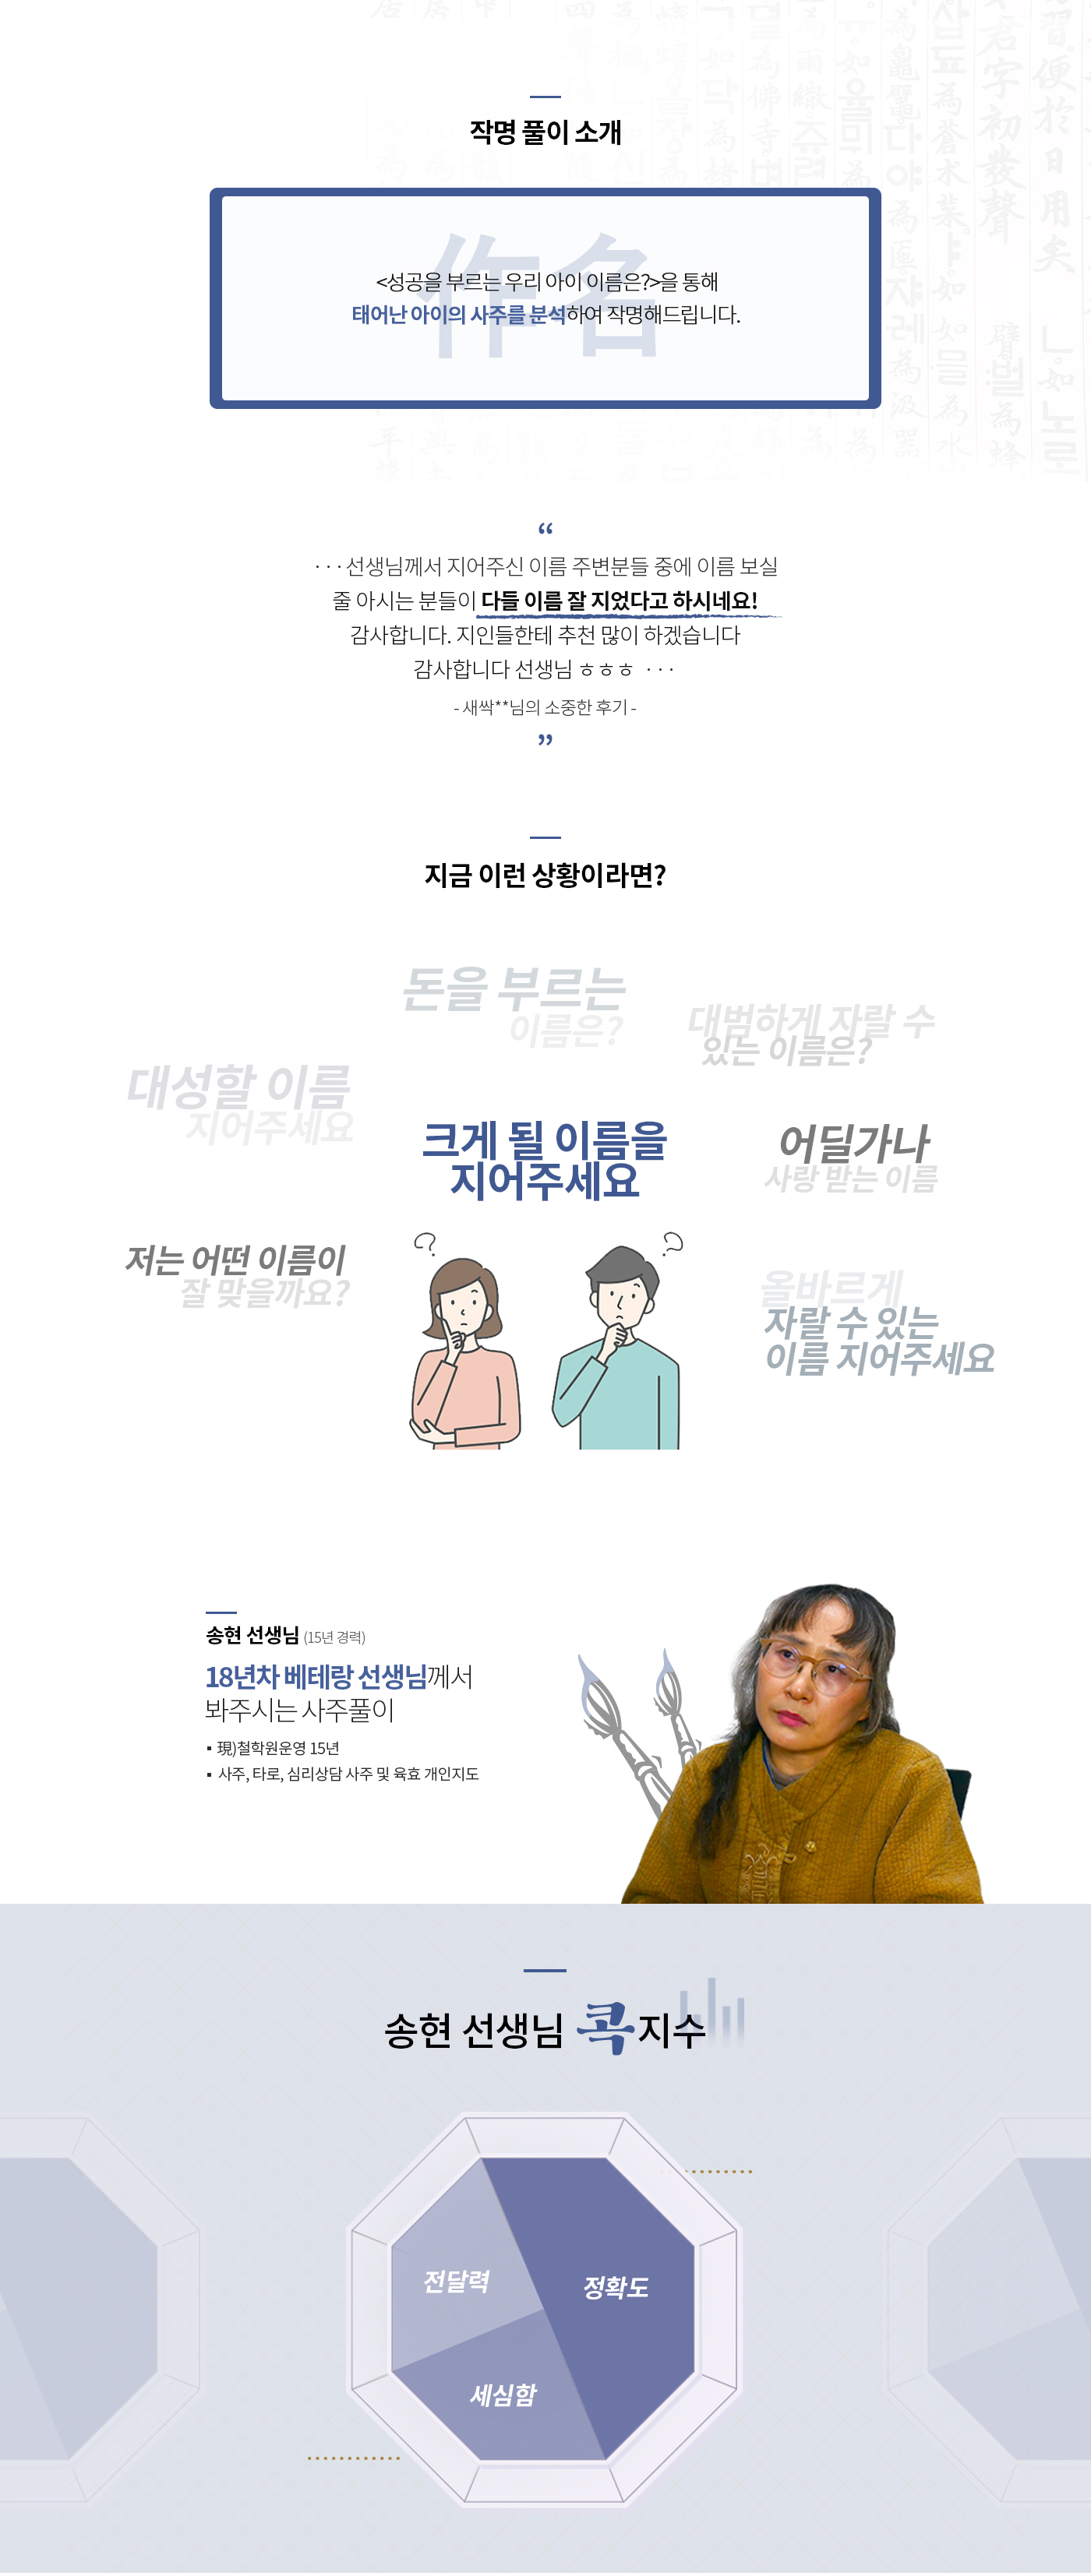 작명 풀이 소개
作名
<성공을 부르는 우리 아이 이름은?>을 통해
태어난 아이의 사주를 분석하여 작명해드립니다.
“
· · · 선생님께서 지어주신 이름 주변분들 중에 이름 보실
줄 아시는 분들이 다들 이름 잘 지었다고 하시네요!
감사합니다. 지인들한테 추천 많이 하겠습니다
감사합니다 선생님 ㅎㅎㅎ · · ·
- 새싹**님의 소중한 후기 -
”
지금 이런 상황이라면?
돈을 부르는
이름은?
대범하게 자랄 수
있는 이름은?
대성할 이름
지어주세요
크게 될 이름을
지어주세요
어딜가나
사랑 받는 이름
저는 어떤 이름이
잘 맞을까요?
올바르게
자랄 수 있는
이름 지어주세요
송현 선생님 (15년 경력)
18년차 베테랑 선생님께서
봐주시는 사주풀이
▪ 現)철학원운영 15년
▪ 사주, 타로, 심리상담 사주 및 육효 개인지도
송현 선생님 콕지수
전달력
정확도
세심함